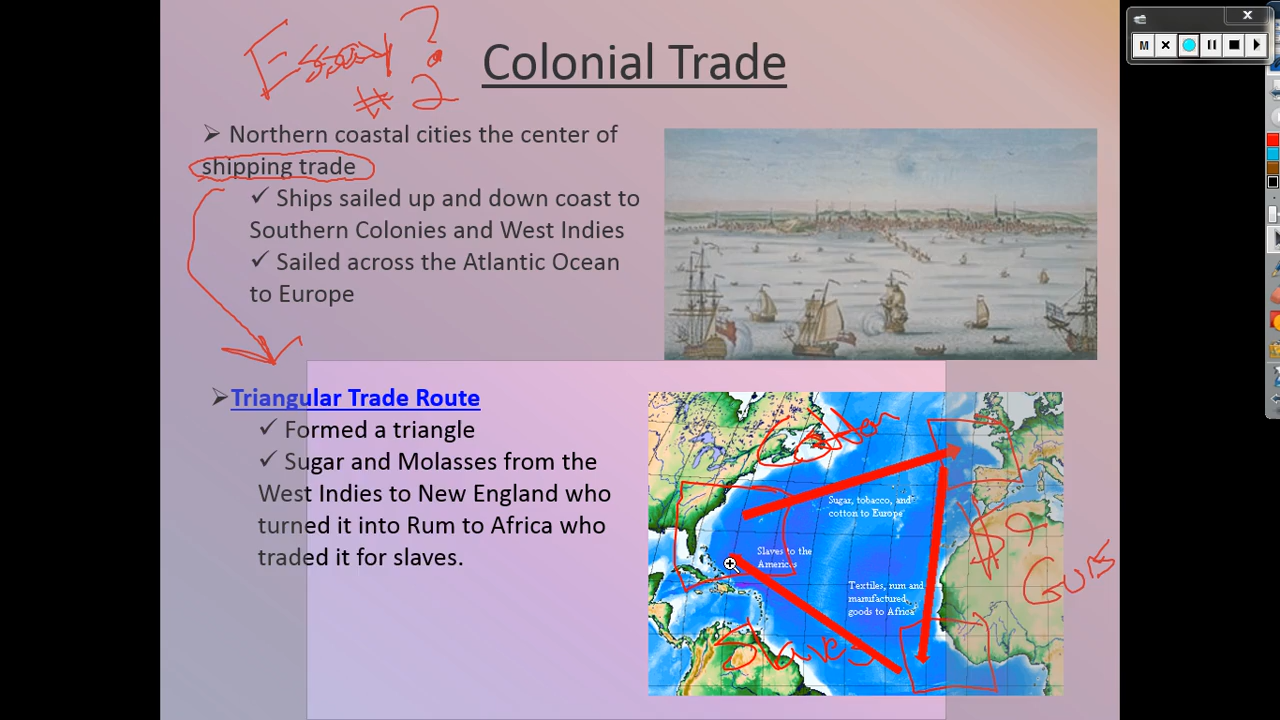 Essay?
# 2
Colonial Trade
➢ Northern coastal cities the center of
shipping trade
✓ Ships sailed up and down coast to
Southern Colonies and West Indies
✓ Sailed across the Atlantic Ocean
to Europe
➢Triangular Trade Route
✓ Formed a triangle
✓ Sugar and Molasses from the
West Indies to New England who
turned it into Rum to Africa who
traded it for slaves.
Cotton
Sugar, tobacco, and
cotton to Europe
Slaves to the
Americas
Textiles, rum and
manufactured
goods to Africa
Slaves
M